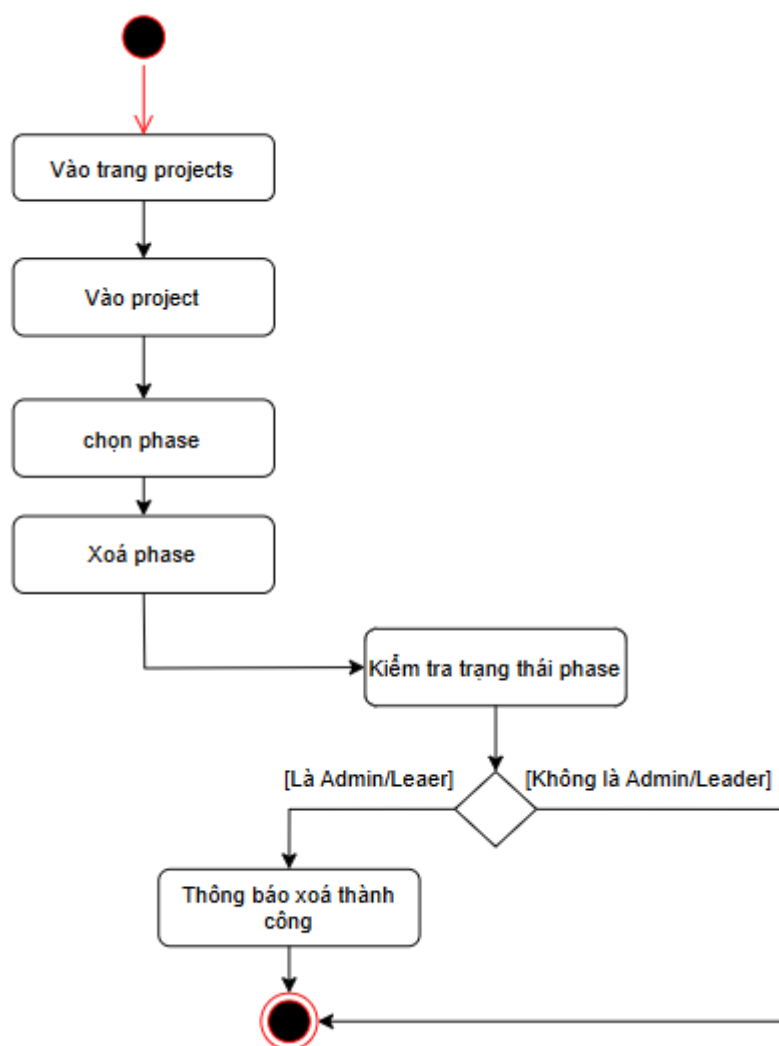 Vào trang projects
Vào project
chọn phase
Xoá phase
Kiểm tra trạng thái phase
[Là Admin/Leaer]
[Không là Admin/Leader]
Thông báo xoá thành
công